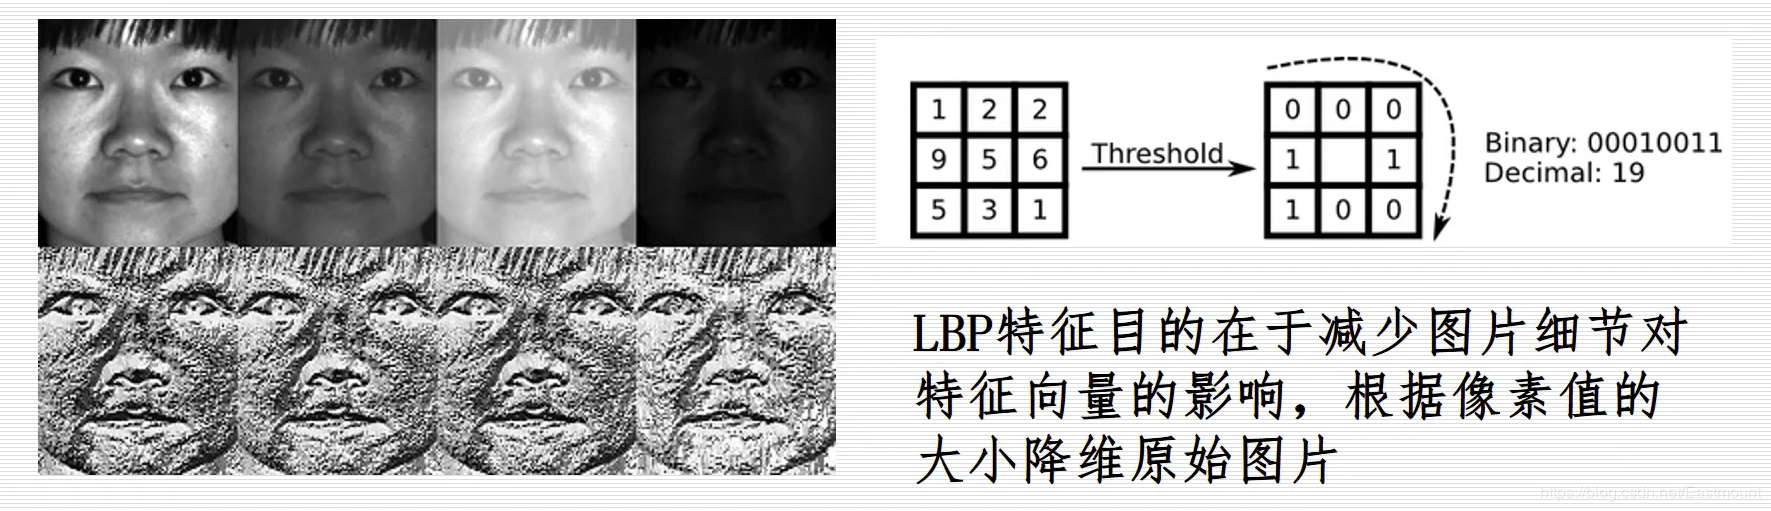 1 2 2
9 5 6
5 3 1
Threshold
0 0 0
1 1
1 0 0
Binary: 00010011
Decimal: 19
LBP特征目的在于减少图片细节对
特征向量的影响，根据像素值的
大小降维原始图片
https://blog.csdn.net/Eastmount